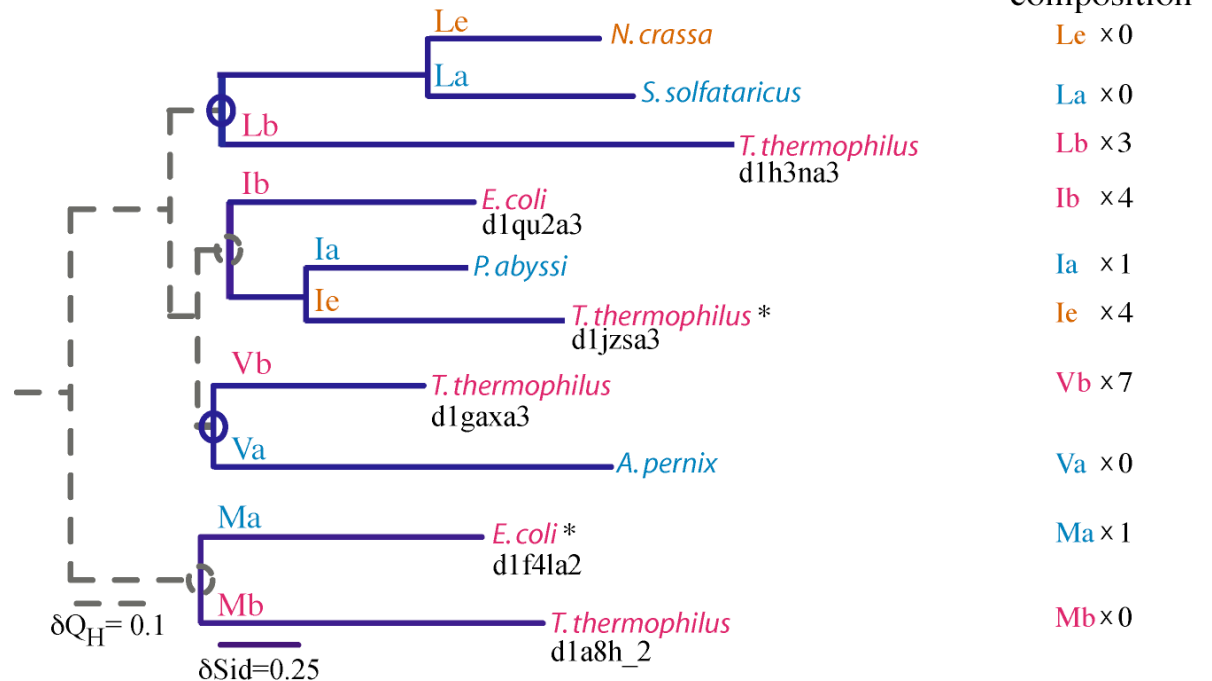 composition
Le N. crassa Le ×0
La S. solfataricus La ×0
Lb T. thermophilus Lb ×3
d1h3na3
Ib E. coli Ib ×4
d1qu2a3
Ia P. abyssi Ia ×1
Ie T. thermophilus * Ie ×4
d1jzsa3
Vb T. thermophilus Vb ×7
d1gaxa3
Va A. pernix Va ×0
Ma E. coli * Ma ×1
d1f4la2
Mb T. thermophilus Mb ×0
δQH= 0.1
d1a8h_2
δSid=0.25